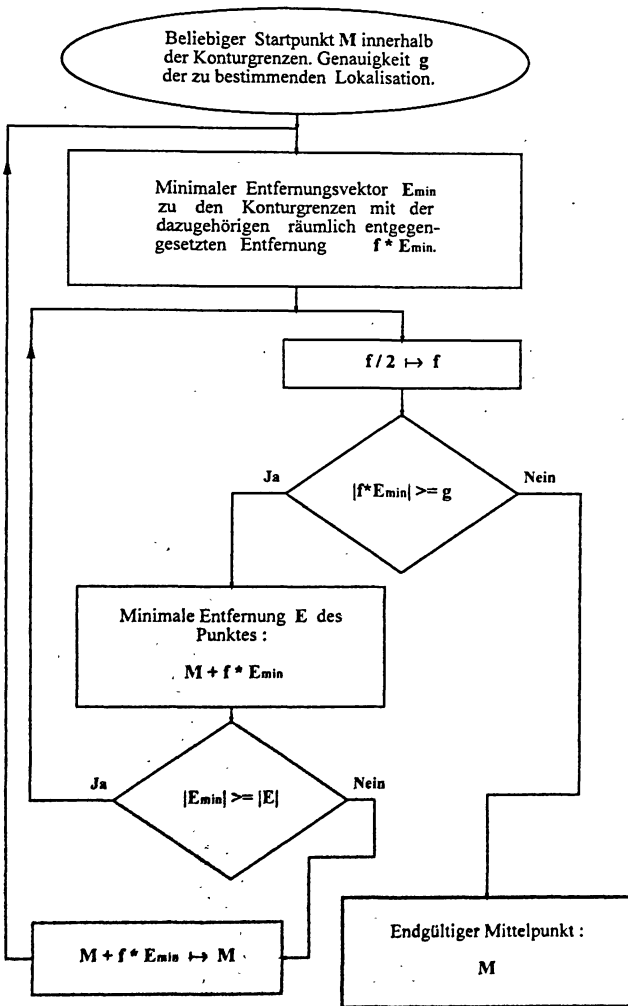 Beliebiger Startpunkt M innerhalb
der Konturgrenzen. Genauigkeit g
der zu bestimmenden Lokalisation.
Minimaler Entfernungsvektor Emin
zu den Konturgrenzen mit der
dazugehörigen räumlich entgegen-
gesetzten Entfernung f * Emin.
f / 2 ↦ f
Ja
|f*Emin| >= g
Nein
Minimale Entfernung E des
Punktes :
M + f * Emin
Ja
|Emin| >= |E|
Nein
M + f * Emin ↦ M
Endgültiger Mittelpunkt :
M